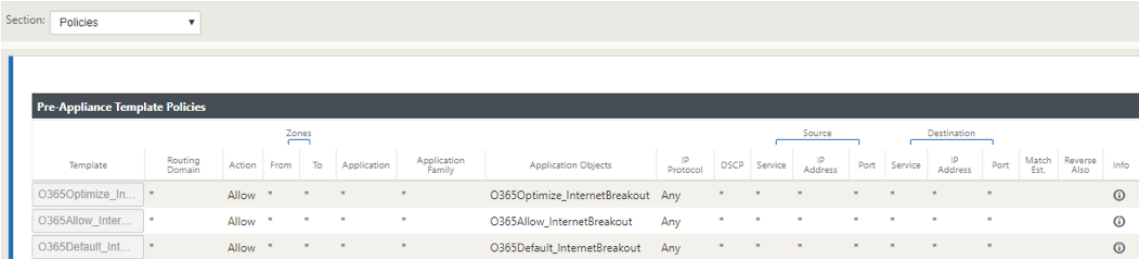 Section: Policies
Pre-Appliance Template Policies
Zones Source Destination
Template Routing Domain Action From To Application Application Family Application Objects IP Protocol DSCP Service IP Address Port Service IP Address Port Match Est. Reverse Also Info
O365Optimize_In... * Allow * * * * O365Optimize_InternetBreakout Any * * * * * * *
O365Allow_Inter... * Allow * * * * O365Allow_InternetBreakout Any * * * * * * *
O365Default_Int... * Allow * * * * O365Default_InternetBreakout Any * * * * * * *